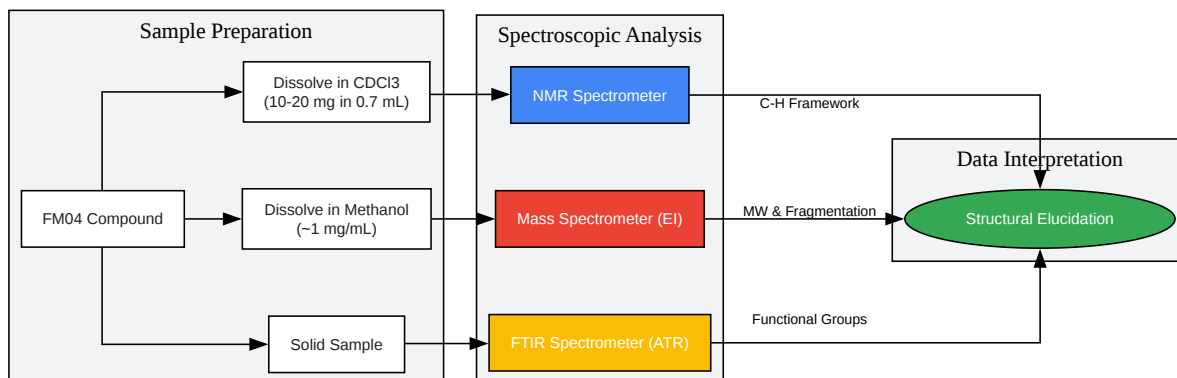 Sample Preparation
Spectroscopic Analysis
Dissolve in CDCl3
(10-20 mg in 0.7 mL)
NMR Spectrometer
C-H Framework
Data Interpretation
FM04 Compound
Dissolve in Methanol
(~1 mg/mL)
Mass Spectrometer (EI)
MW & Fragmentation
Structural Elucidation
Solid Sample
FTIR Spectrometer (ATR)
Functional Groups